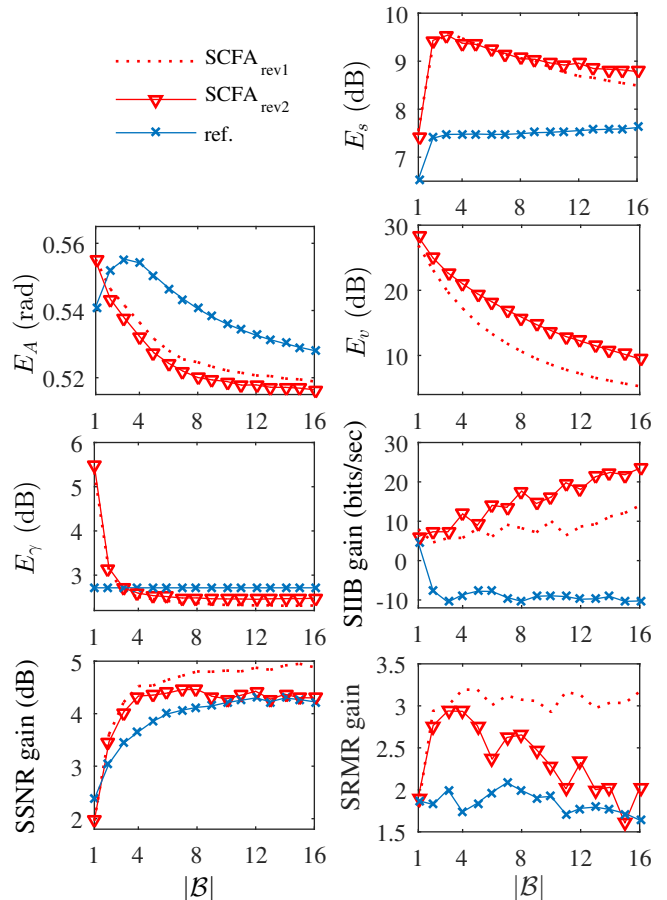 SCFA rev1
SCFA rev2
ref.
E_s (dB)
10
9
8
7
1 4 8 12 16
E_A (rad)
0.56
0.54
0.52
1 4 8 12 16
E_v (dB)
30
20
10
1 4 8 12 16
E_γ (dB)
6
5
4
3
1 4 8 12 16
SIIB gain (bits/sec)
30
20
10
0
-10
1 4 8 12 16
SSNR gain (dB)
5
4
3
2
1 4 8 12 16
|ℬ|
SRMR gain
3.5
3
2.5
2
1.5
1 4 8 12 16
|ℬ|